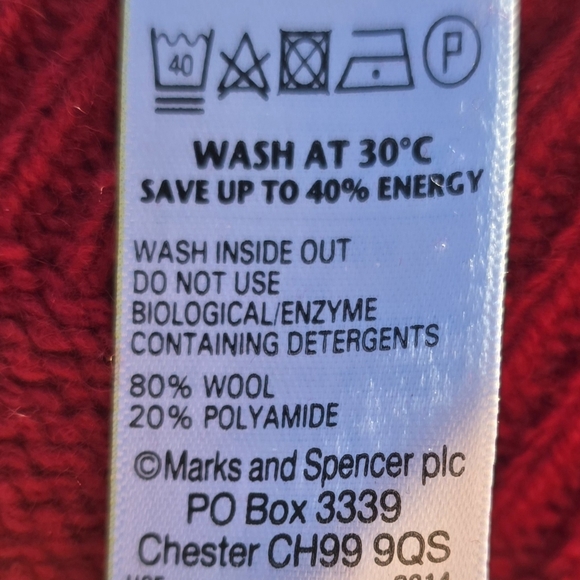 40 P
WASH AT 30°C
SAVE UP TO 40% ENERGY
WASH INSIDE OUT
DO NOT USE
BIOLOGICAL/ENZYME
CONTAINING DETERGENTS
80% WOOL
20% POLYAMIDE
©Marks and Spencer plc
PO Box 3339
Chester CH99 9QS